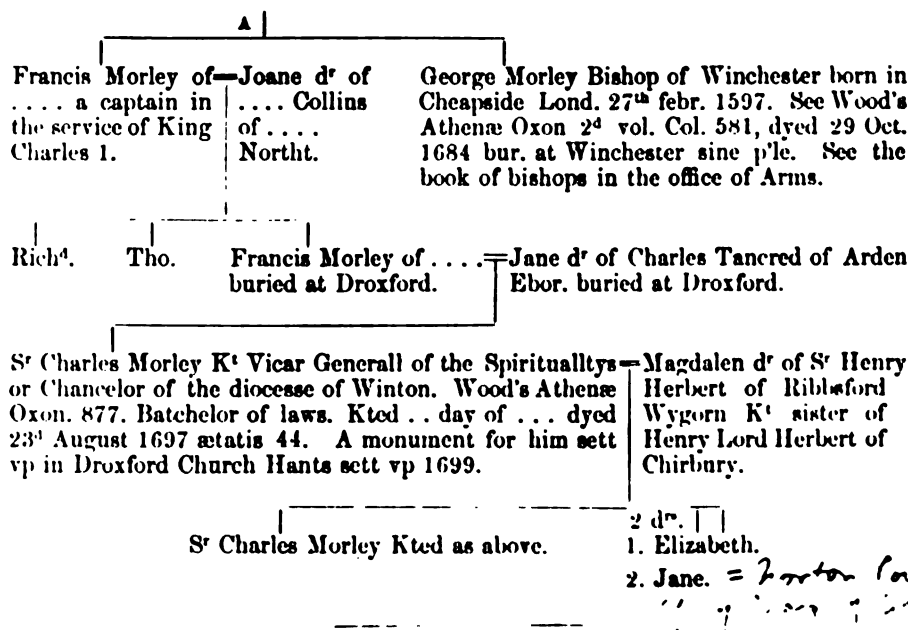 A
Francis Morley of=Joane dʳ of
. . . . a captain in . . . . Collins
the service of King of . . . .
Charles 1. Northt.
George Morley Bishop of Winchester born in
Cheapside Lond. 27ᵗʰ febr. 1597. See Wood's
Athenæ Oxon 2ᵈ vol. Col. 581, dyed 29 Oct.
1684 bur. at Winchester sine p'le. See the
book of bishops in the office of Arms.
Richᵈ. Tho. Francis Morley of . . . .=Jane dʳ of Charles Tancred of Arden
buried at Droxford. Ebor. buried at Droxford.
Sʳ Charles Morley Kᵗ Vicar Generall of the Spiritualltys=Magdalen dʳ of Sʳ Henry
or Chancelor of the diocesse of Winton. Wood's Athenæ Herbert of Ribbsford
Oxon. 877. Batchelor of laws. Kted . . day of . . . dyed Wygorn Kᵗ sister of
23ᵈ August 1697 ætatis 44. A monument for him sett Henry Lord Herbert of
vp in Droxford Church Hants sett vp 1699. Chirbury.
2 dʳˢ.
Sʳ Charles Morley Kted as above. 1. Elizabeth.
2. Jane. =